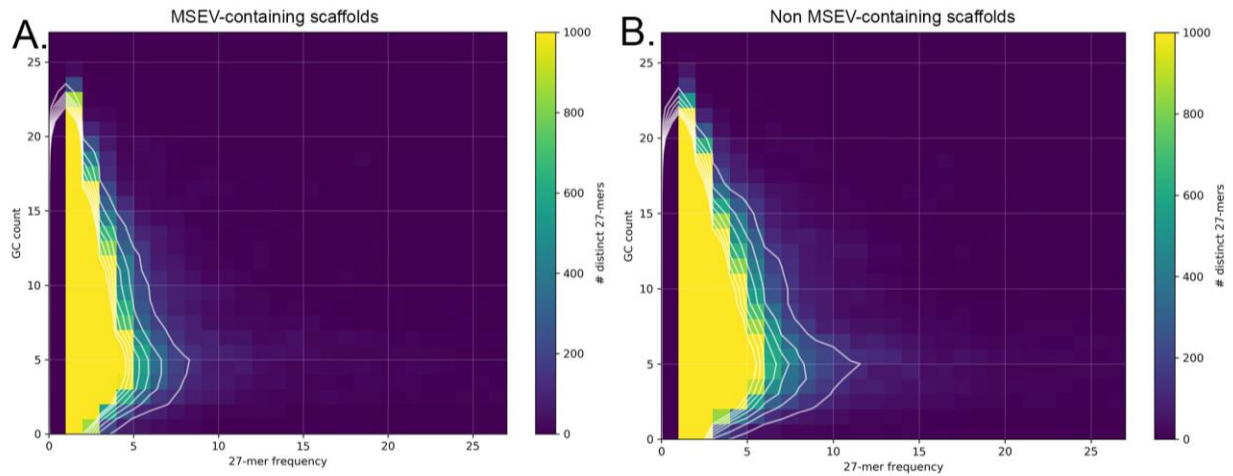 A.
MSEV-containing scaffolds
25
20
15
10
5
0
GC count
0 5 10 15 20 25
27-mer frequency
1000
800
600
400
200
0
# distinct 27-mers
B.
Non MSEV-containing scaffolds
25
20
15
10
5
0
GC count
0 5 10 15 20 25
27-mer frequency
1000
800
600
400
200
0
# distinct 27-mers